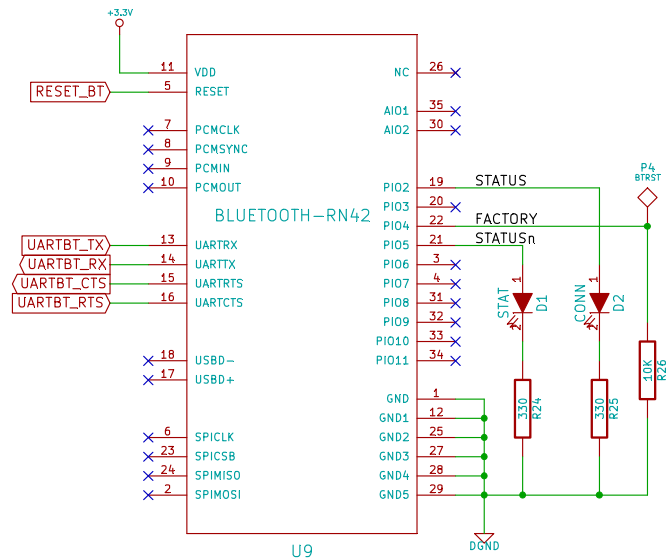 +3.3V
11 VDD
RESET_BT 5 RESET
7 PCMCLK
8 PCMSYNC
9 PCMIN
10 PCMOUT
BLUETOOTH-RN42
UARTBT_TX 13 UARTRX
UARTBT_RX 14 UARTTX
UARTBT_CTS 15 UARTRTS
UARTBT_RTS 16 UARTCTS
18 USBD-
17 USBD+
6 SPICLK
23 SPICSB
24 SPIMISO
2 SPIMOSI
NC 26
AIO1 35
AIO2 30
PIO2 19 STATUS
PIO3 20
PIO4 22 FACTORY
PIO5 21 STATUSn
PIO6 3
PIO7 4
PIO8 31
PIO9 32
PIO10 33
PIO11 34
GND 1
GND1 12
GND2 25
GND3 27
GND4 28
GND5 29
U9
DGND
P4
BTRST
STAT 1 2 D1
CONN 1 2 D2
330 R24
330 R25
10K R26